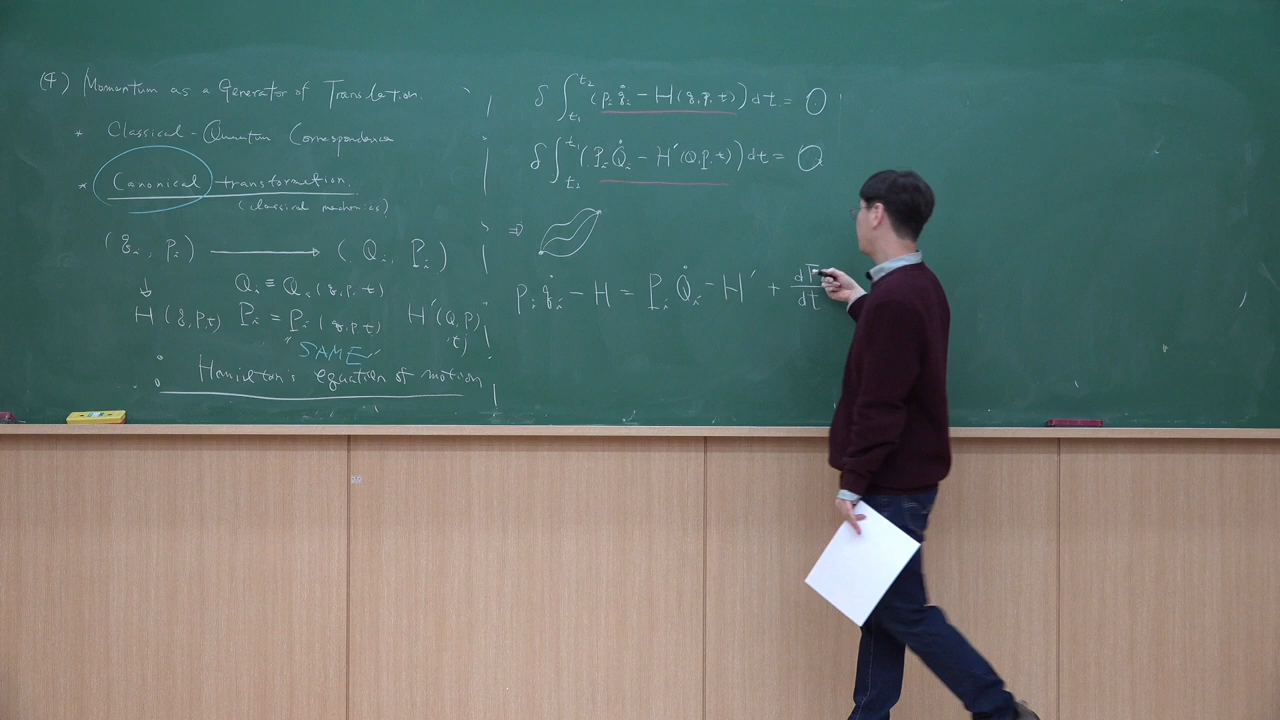 (4) Momentum as a Generator of Translation.
* Classical-Quantum Correspondence
* Canonical transformation.
(classical mechanics)
(q_i, p_i) ⟶ (Q_i, P_i)
↓ Q_i ≡ Q_i(q,p,t)
H(q,p,t) P_i = P_i(q,p,t) H'(Q,P,t)
"SAME"
Hamilton's equation of motion
δ∫_{t_1}^{t_2} (p_i q̇_i − H(q,p,t)) dt = 0
δ∫_{t_2}^{t_1} (P_i Q̇_i − H'(Q,P,t)) dt = 0
⇒
p_i q̇_i − H = P_i Q̇_i − H' + dF/dt